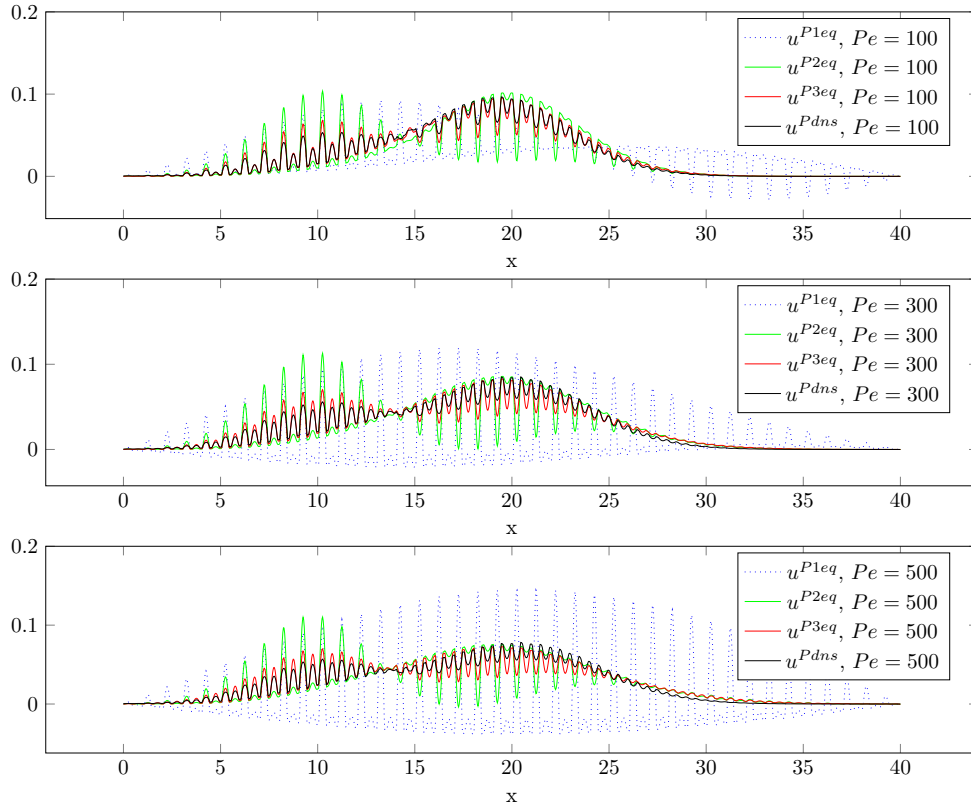 0.2
0.1
0
0 5 10 15 20 25 30 35 40
x
u^{P1eq}, Pe = 100
u^{P2eq}, Pe = 100
u^{P3eq}, Pe = 100
u^{Pdns}, Pe = 100
0.2
0.1
0
0 5 10 15 20 25 30 35 40
x
u^{P1eq}, Pe = 300
u^{P2eq}, Pe = 300
u^{P3eq}, Pe = 300
u^{Pdns}, Pe = 300
0.2
0.1
0
0 5 10 15 20 25 30 35 40
x
u^{P1eq}, Pe = 500
u^{P2eq}, Pe = 500
u^{P3eq}, Pe = 500
u^{Pdns}, Pe = 500